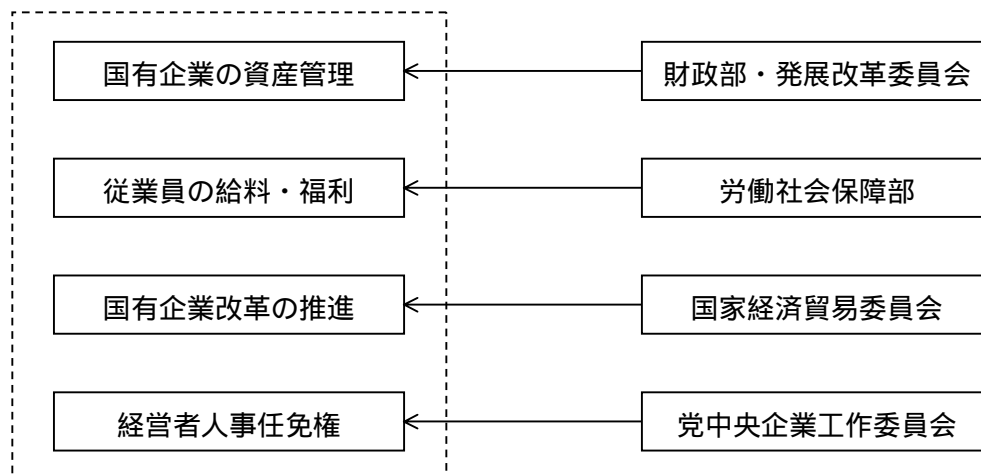 国有企業の資産管理
財政部・発展改革委員会
従業員の給料・福利
労働社会保障部
国有企業改革の推進
国家経済貿易委員会
経営者人事任免権
党中央企業工作委員会